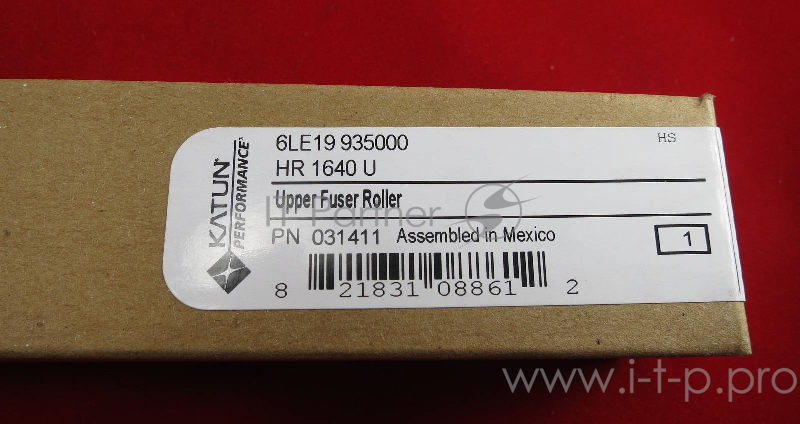 6LE19 935000
HS
HR 1640 U
Upper Fuser Roller
IT Partner
PN 031411 Assembled in Mexico
1
8 21831 08861 2
KATUN®
PERFORMANCE
www.i-t-p.pro